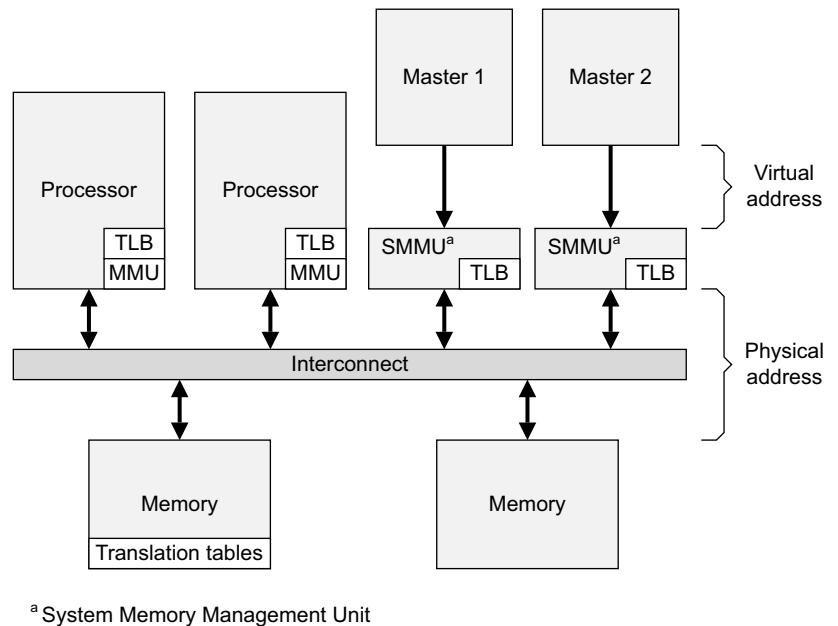 Master 1
Master 2
Processor
Processor
Virtual
address
TLB
MMU
TLB
MMU
SMMUᵃ
TLB
SMMUᵃ
TLB
Interconnect
Physical
address
Memory
Translation tables
Memory
ᵃ System Memory Management Unit